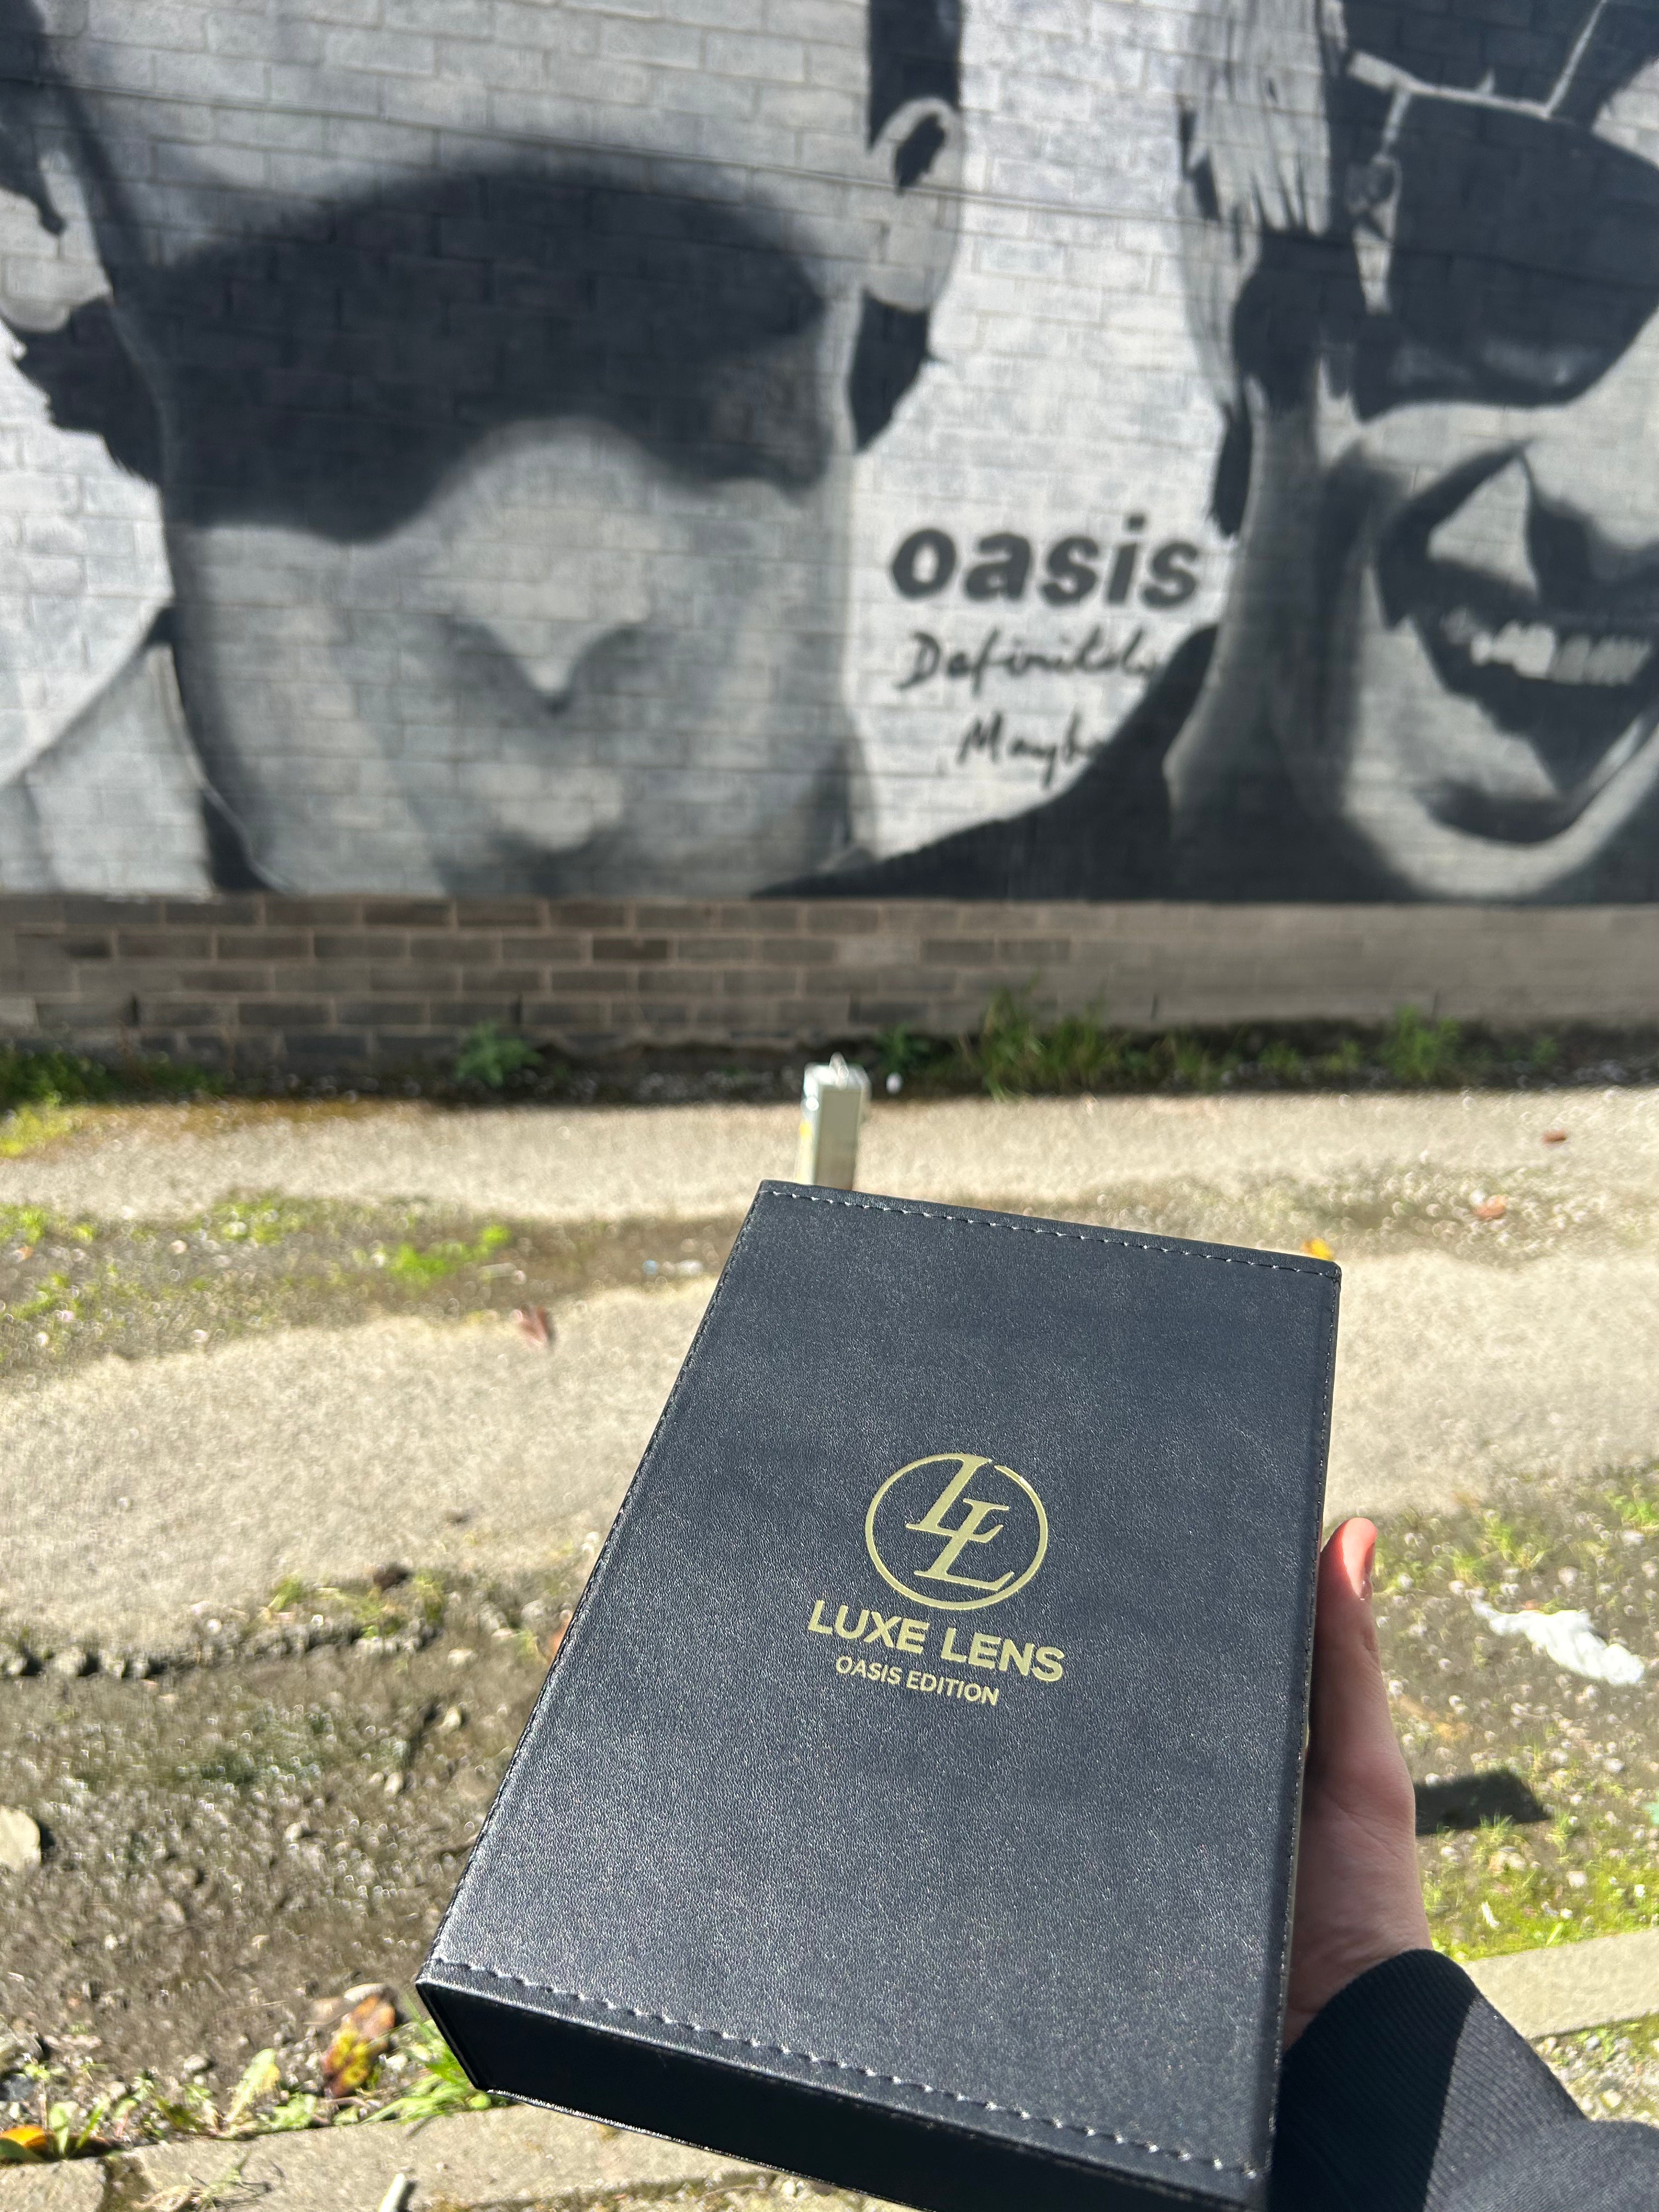 oasis
Definitely
Maybe
LL
LUXE LENS
OASIS EDITION